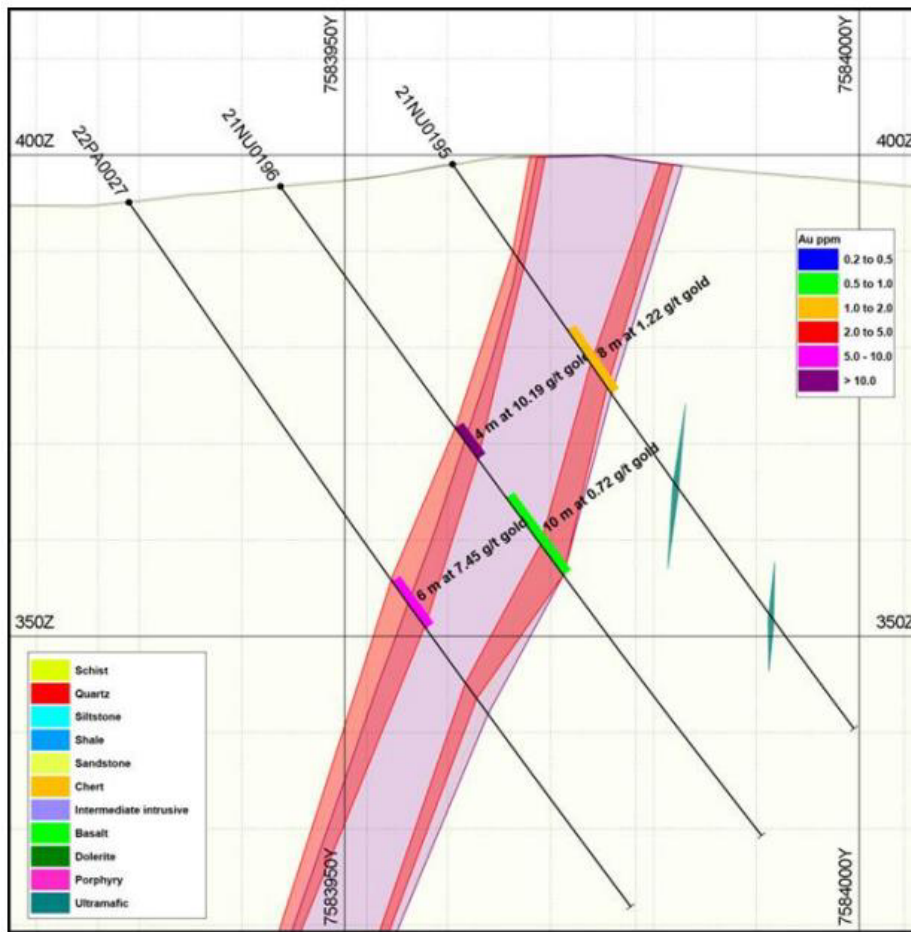 7583950Y
7584000Y
22PA0027
21NU0196
21NU0195
400Z
400Z
Au ppm
0.2 to 0.5
0.5 to 1.0
1.0 to 2.0
2.0 to 5.0
5.0 - 10.0
> 10.0
8 m at 1.22 g/t gold
4 m at 10.19 g/t gold
10 m at 0.72 g/t gold
6 m at 7.45 g/t gold
350Z
350Z
Schist
Quartz
Siltstone
Shale
Sandstone
Chert
Intermediate intrusive
Basalt
Dolerite
Porphyry
Ultramafic
7583950Y
7584000Y